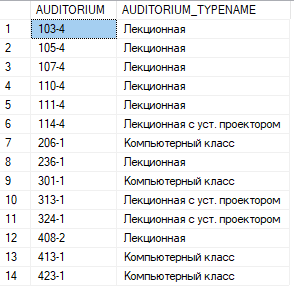 AUDITORIUM AUDITORIUM_TYPENAME
1 103-4 Лекционная
2 105-4 Лекционная
3 107-4 Лекционная
4 110-4 Лекционная
5 111-4 Лекционная
6 114-4 Лекционная с уст. проектором
7 206-1 Компьютерный класс
8 236-1 Лекционная
9 301-1 Компьютерный класс
10 313-1 Лекционная с уст. проектором
11 324-1 Лекционная с уст. проектором
12 408-2 Лекционная
13 413-1 Компьютерный класс
14 423-1 Компьютерный класс